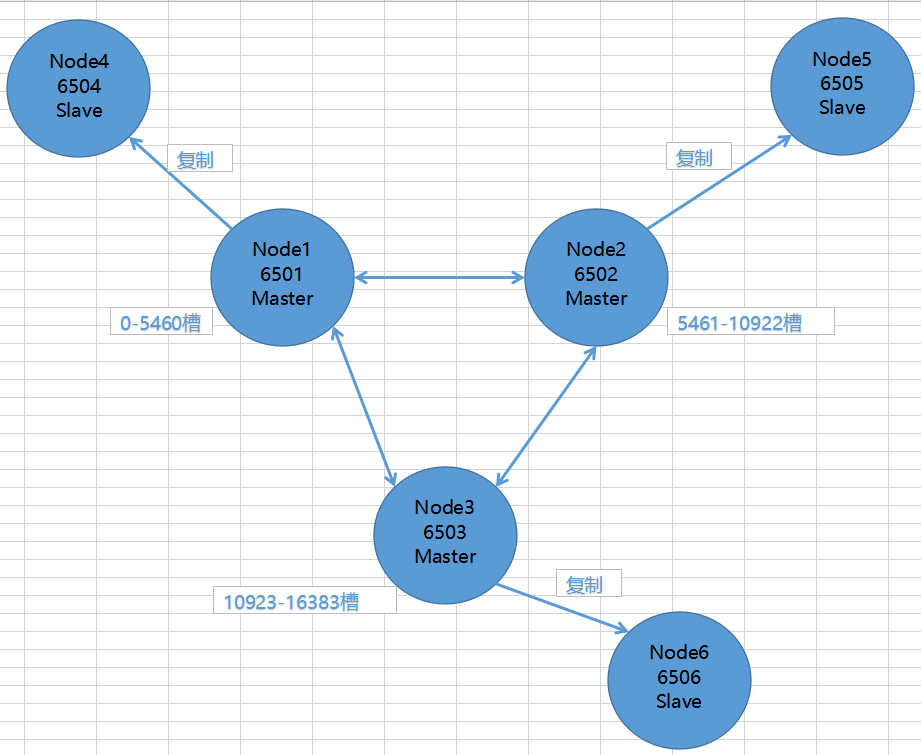 Node4
6504
Slave
Node5
6505
Slave
复制
复制
Node1
6501
Master
Node2
6502
Master
0-5460槽
5461-10922槽
Node3
6503
Master
复制
10923-16383槽
Node6
6506
Slave